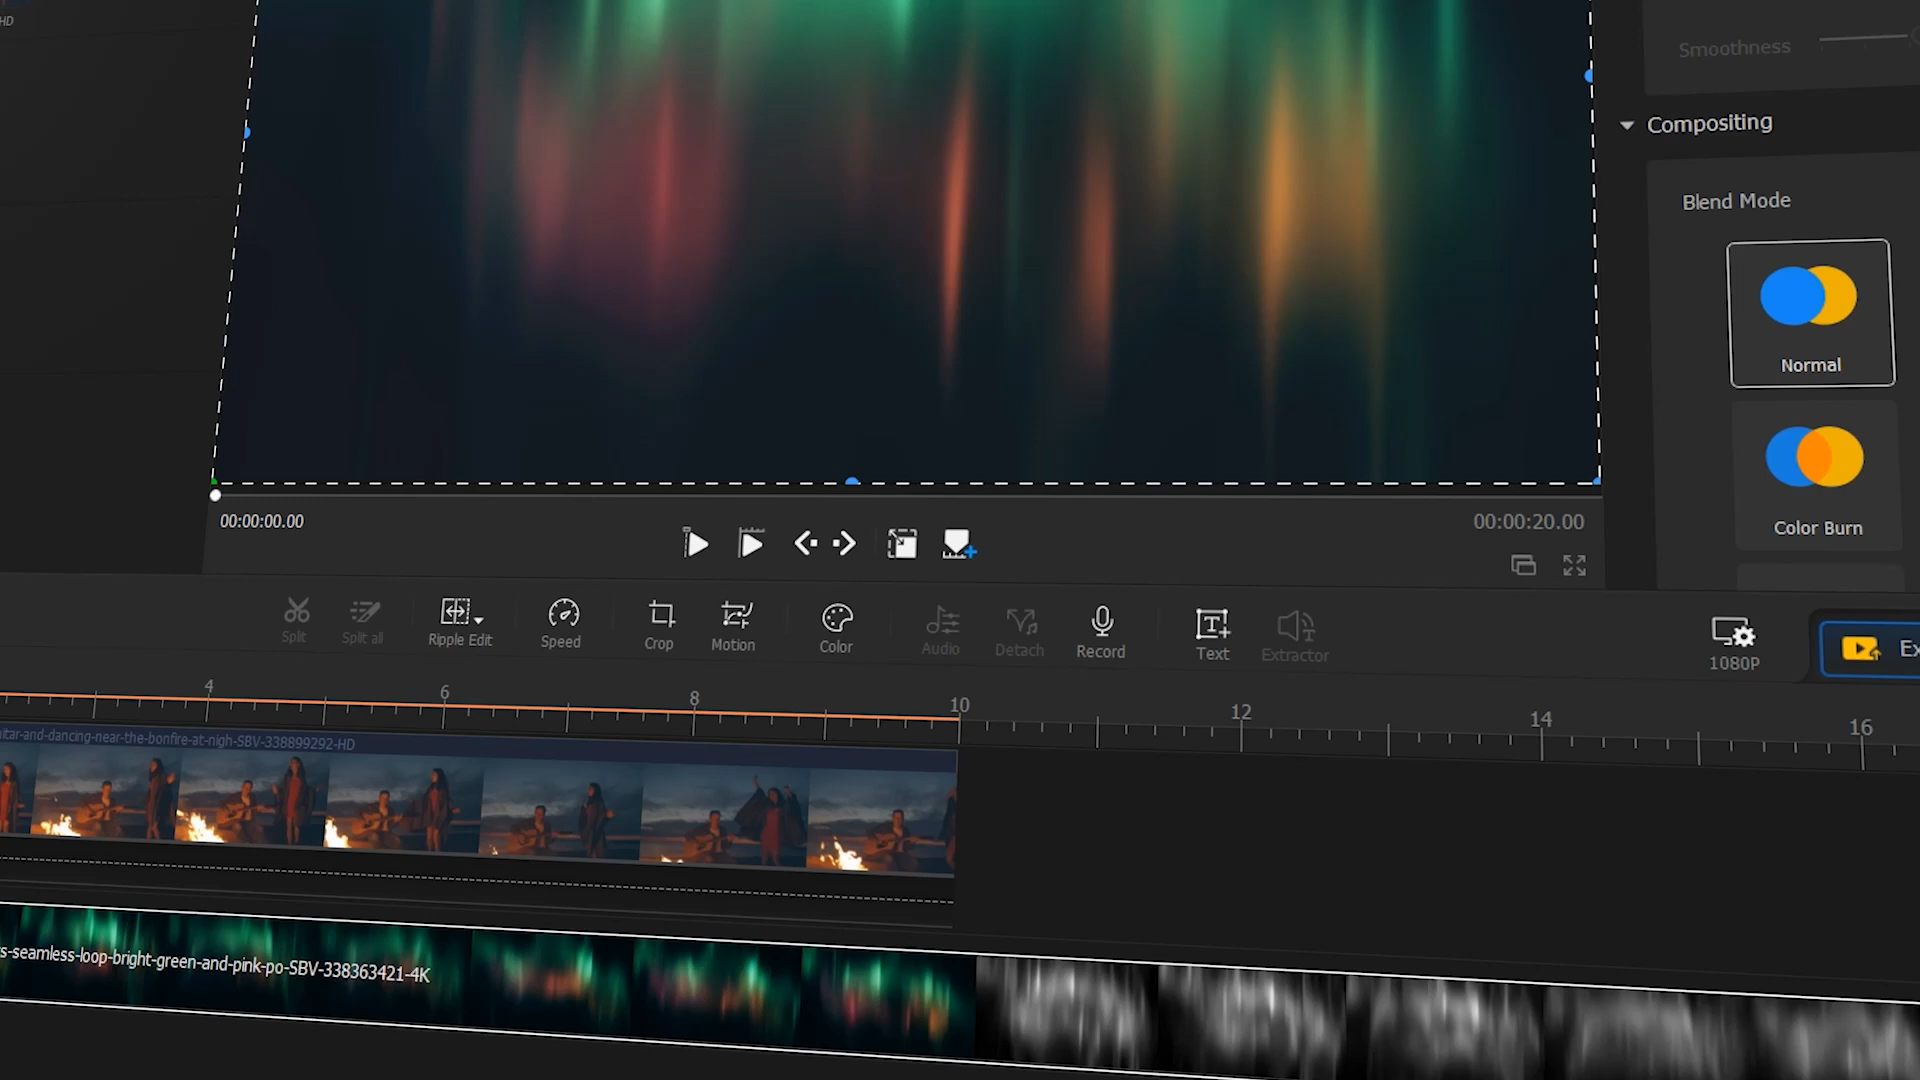 HD
Smoothness
Compositing
Blend Mode
Normal
Color Burn
00:00:00.00
00:00:20.00
Split
Split all
Ripple Edit
Speed
Crop
Motion
Color
Audio
Detach
Record
Text
Extractor
1080P
Ex
4 6 8 10 12 14 16
itar-and-dancing-near-the-bonfire-at-nigh-SBV-338899292-HD
s-seamless-loop-bright-green-and-pink-po-SBV-338363421-4K